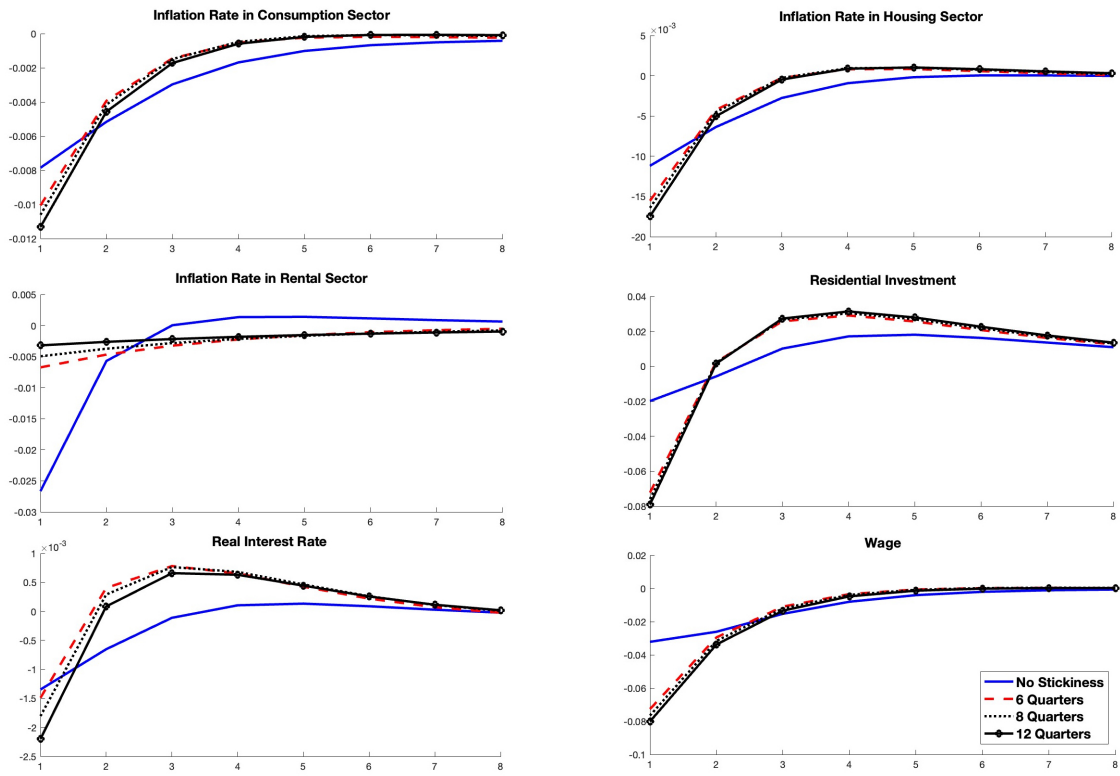 Inflation Rate in Consumption Sector
0
-0.002
-0.004
-0.006
-0.008
-0.01
-0.012
1 2 3 4 5 6 7 8
Inflation Rate in Housing Sector
×10⁻³
5
0
-5
-10
-15
-20
1 2 3 4 5 6 7 8
Inflation Rate in Rental Sector
0.005
0
-0.005
-0.01
-0.015
-0.02
-0.025
-0.03
1 2 3 4 5 6 7 8
Residential Investment
0.04
0.02
0
-0.02
-0.04
-0.06
-0.08
1 2 3 4 5 6 7 8
Real Interest Rate
×10⁻³
1
0.5
0
-0.5
-1
-1.5
-2
-2.5
1 2 3 4 5 6 7 8
Wage
0.02
0
-0.02
-0.04
-0.06
-0.08
-0.1
1 2 3 4 5 6 7 8
No Stickiness
6 Quarters
8 Quarters
12 Quarters